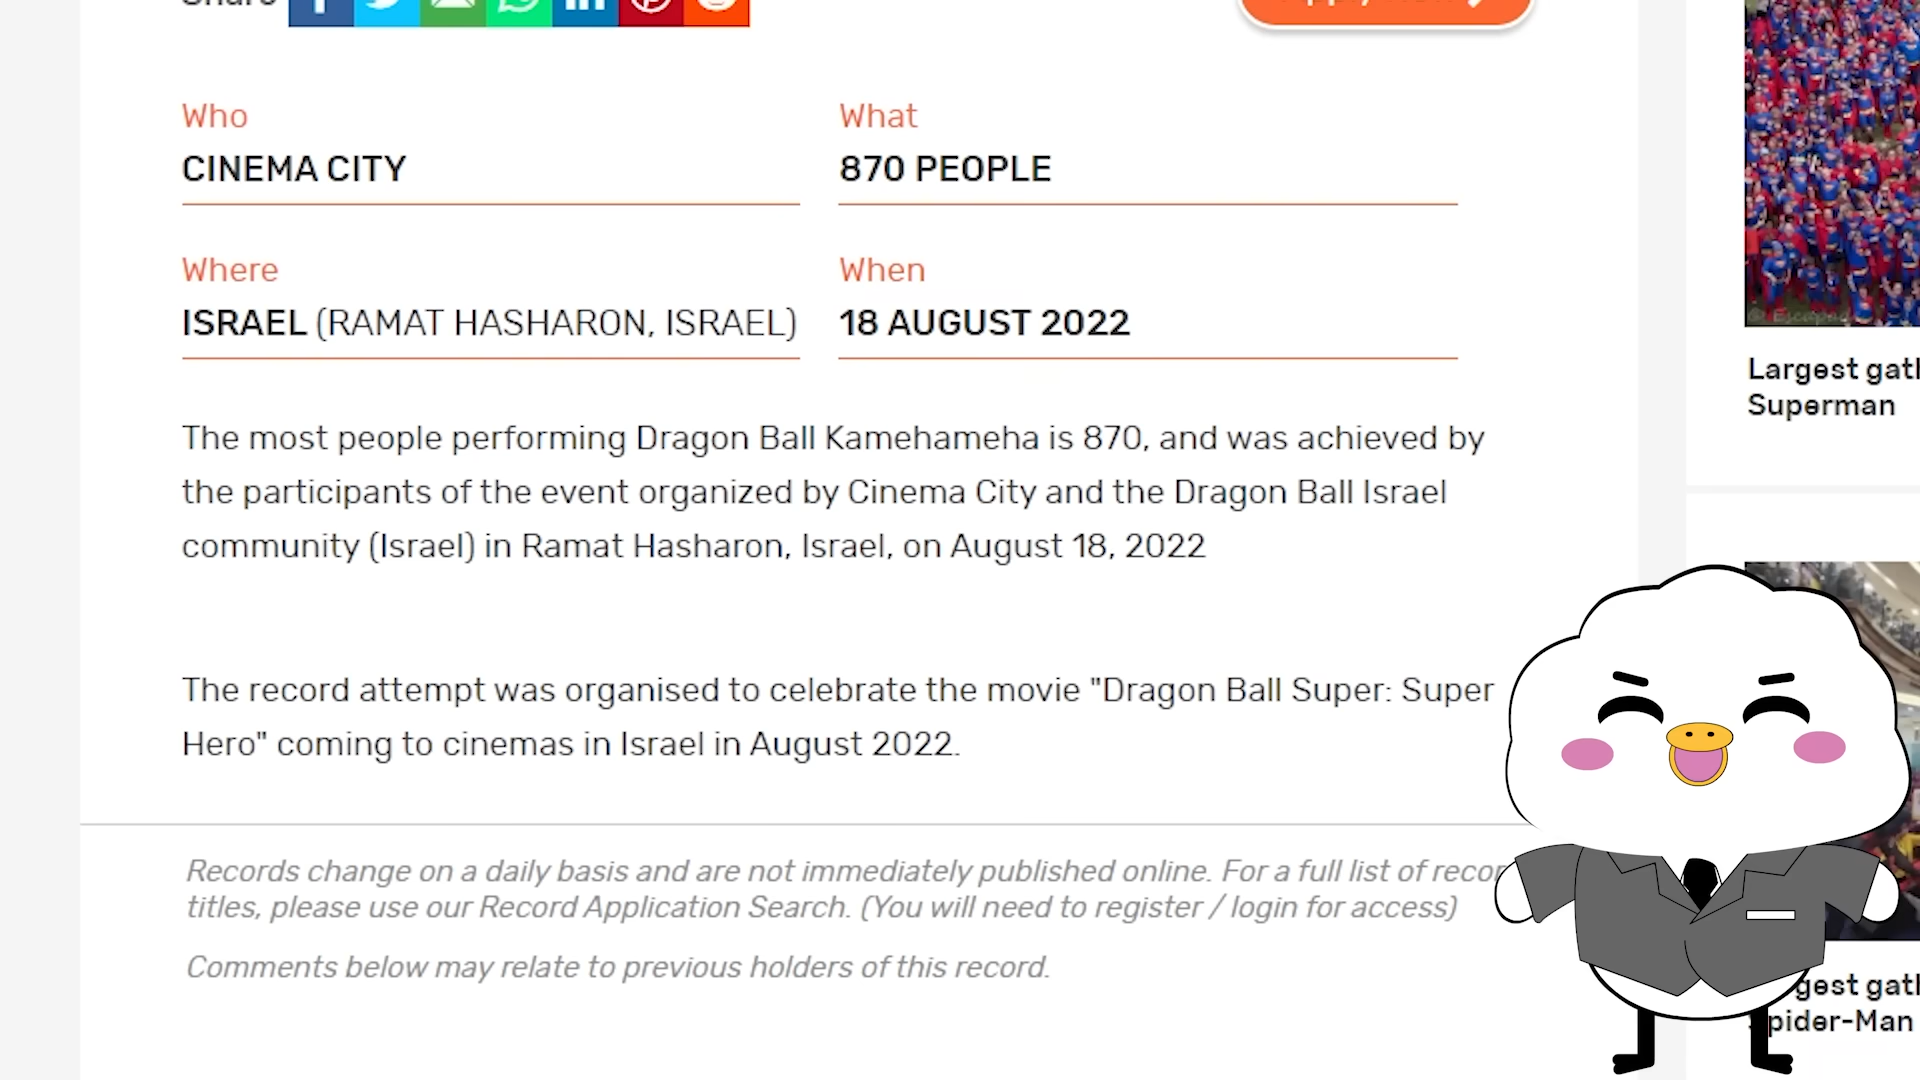 Who
CINEMA CITY
What
870 PEOPLE
Where
ISRAEL (RAMAT HASHARON, ISRAEL)
When
18 AUGUST 2022
The most people performing Dragon Ball Kamehameha is 870, and was achieved by
the participants of the event organized by Cinema City and the Dragon Ball Israel
community (Israel) in Ramat Hasharon, Israel, on August 18, 2022
The record attempt was organised to celebrate the movie "Dragon Ball Super: Super
Hero" coming to cinemas in Israel in August 2022.
Records change on a daily basis and are not immediately published online. For a full list of recor
titles, please use our Record Application Search. (You will need to register / login for access)
Comments below may relate to previous holders of this record.
Largest gath
Superman
gest gath
pider-Man